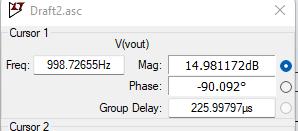 Draft2.asc
Cursor 1
V(vout)
Freq: 998.72655Hz Mag: 14.981172dB
Phase: -90.092°
Group Delay: 225.99797µs
Cursor 2